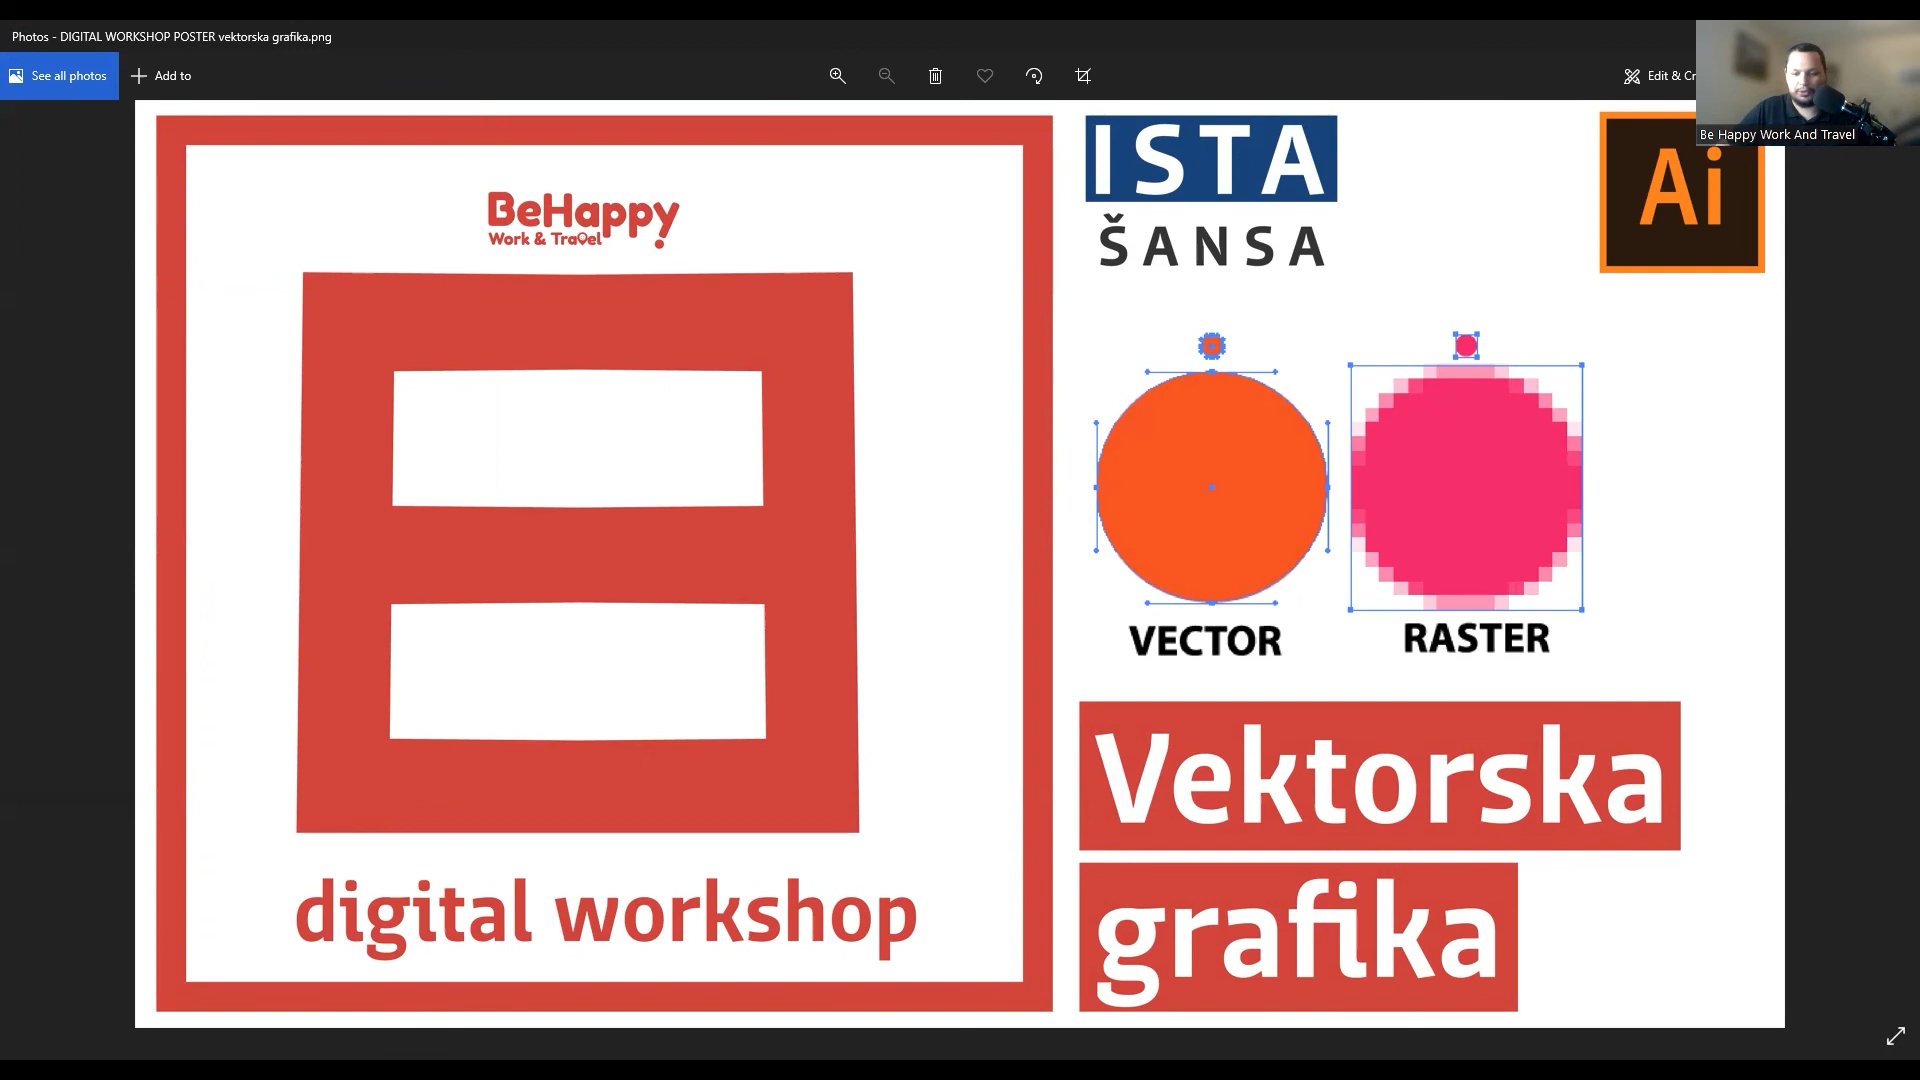 Photos - DIGITAL WORKSHOP POSTER vektorska grafika.png
See all photos
Add to
Edit & Cr
Be Happy Work And Travel
BeHappy
Work & Travel
digital workshop
ISTA
ŠANSA
Ai
VECTOR
RASTER
Vektorska
grafika